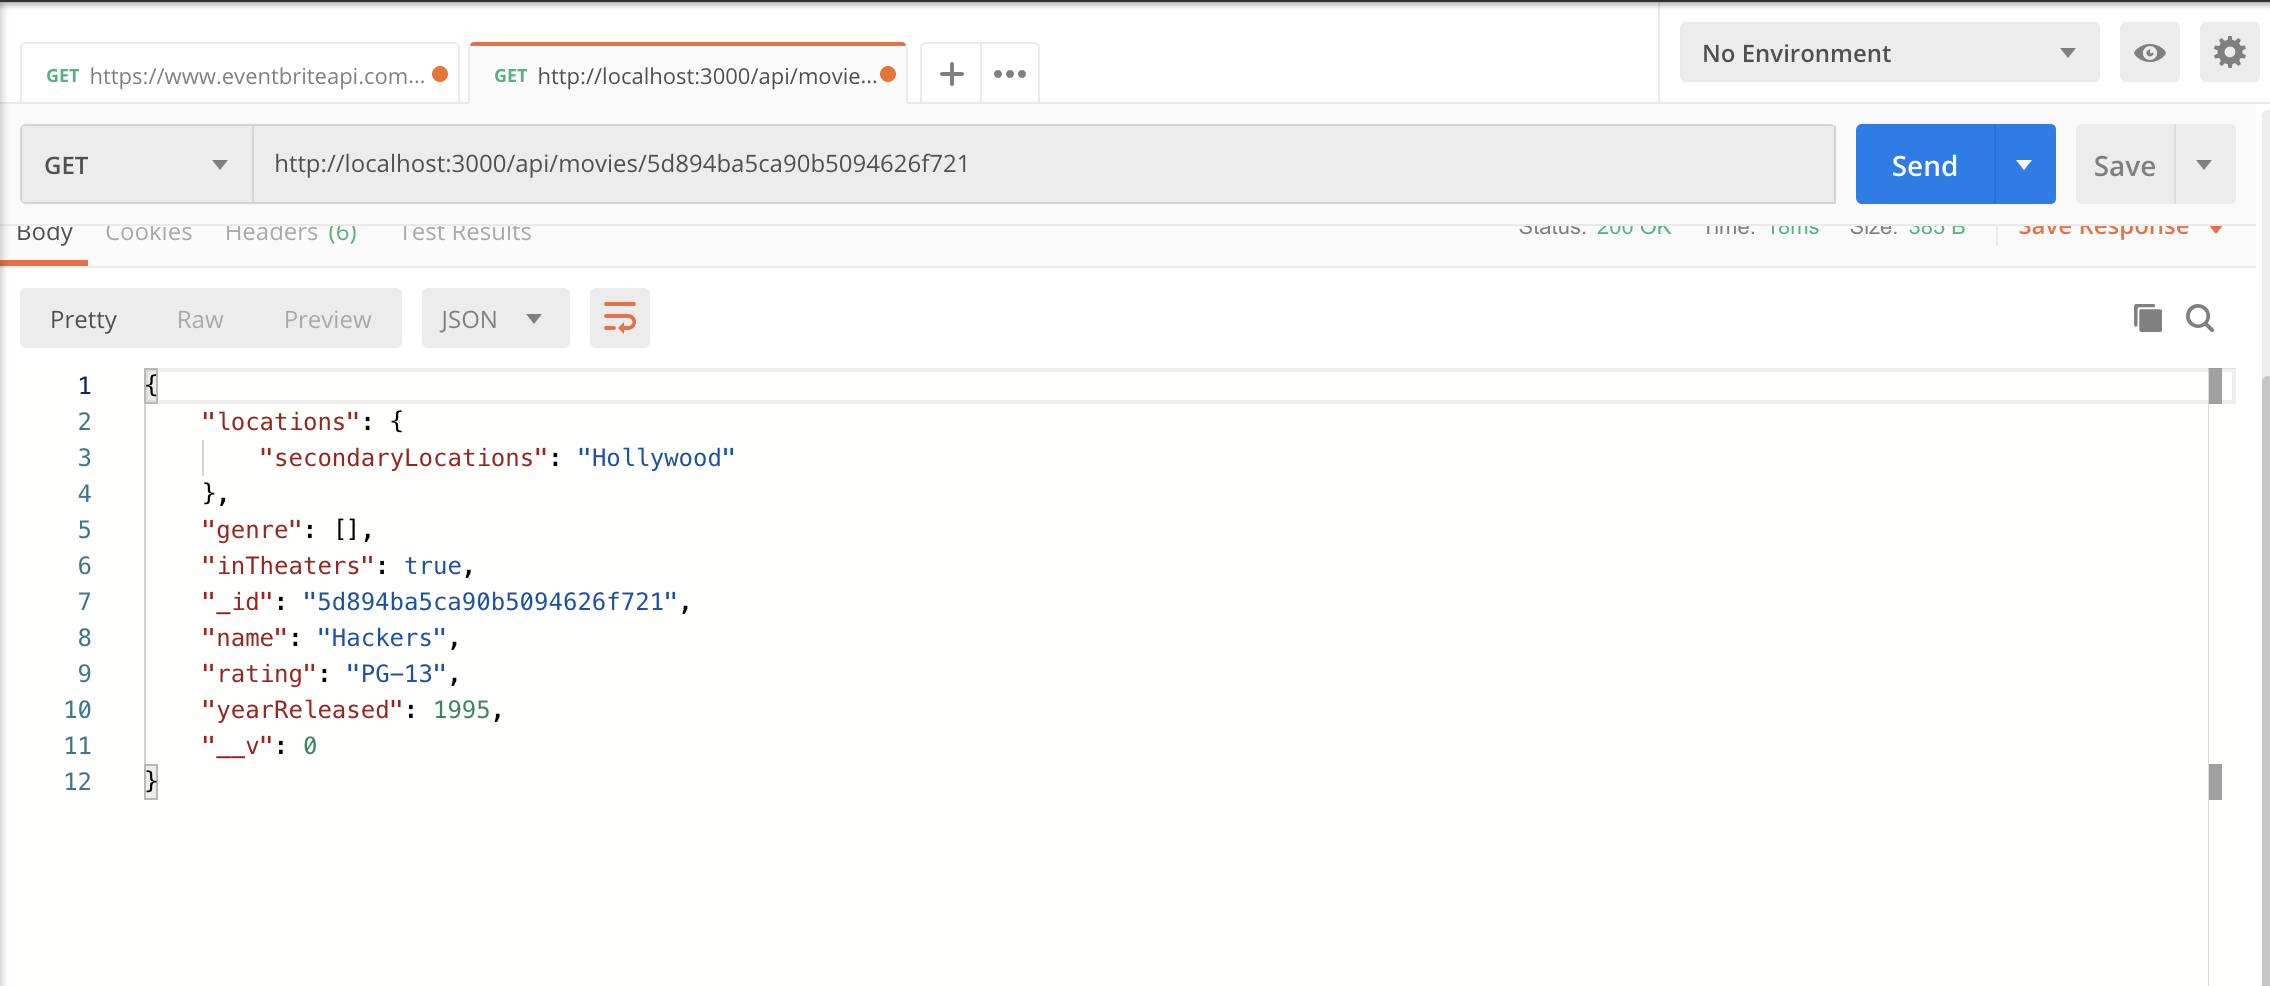 GET https://www.eventbriteapi.com...
GET http://localhost:3000/api/movie...
No Environment
GET http://localhost:3000/api/movies/5d894ba5ca90b5094626f721
Send
Save
Body Cookies Headers (6) Test Results
Status: 200 OK Time: 18ms Size: 385 B Save Response
Pretty Raw Preview JSON
1 {
2 "locations": {
3 "secondaryLocations": "Hollywood"
4 },
5 "genre": [],
6 "inTheaters": true,
7 "_id": "5d894ba5ca90b5094626f721",
8 "name": "Hackers",
9 "rating": "PG-13",
10 "yearReleased": 1995,
11 "__v": 0
12 }